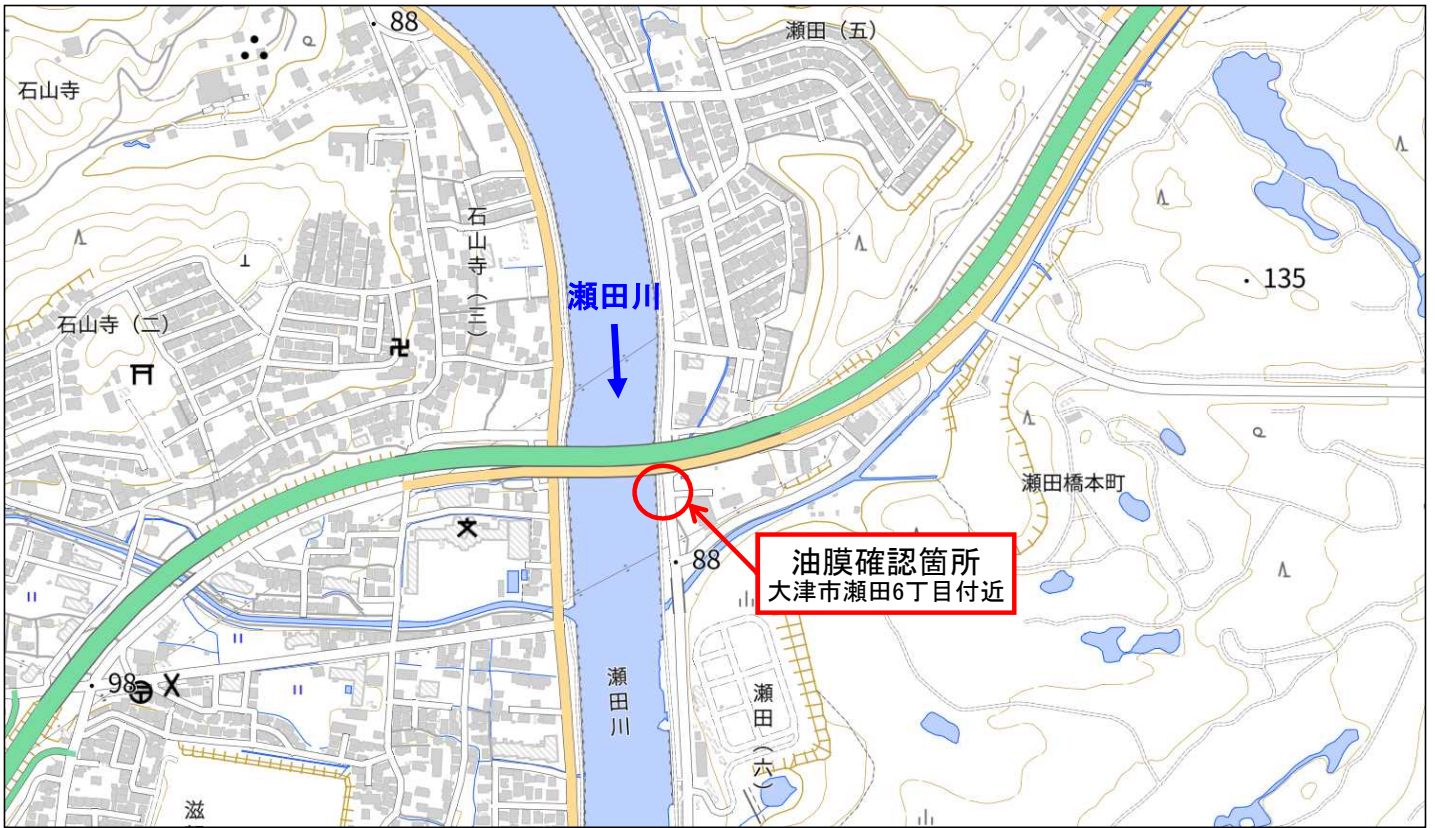 88
瀬田（五）
石山寺
石山寺（三）
135
瀬田川
石山寺（二）
瀬田橋本町
油膜確認箇所
大津市瀬田6丁目付近
88
98
瀬田川
瀬田（六）
滋